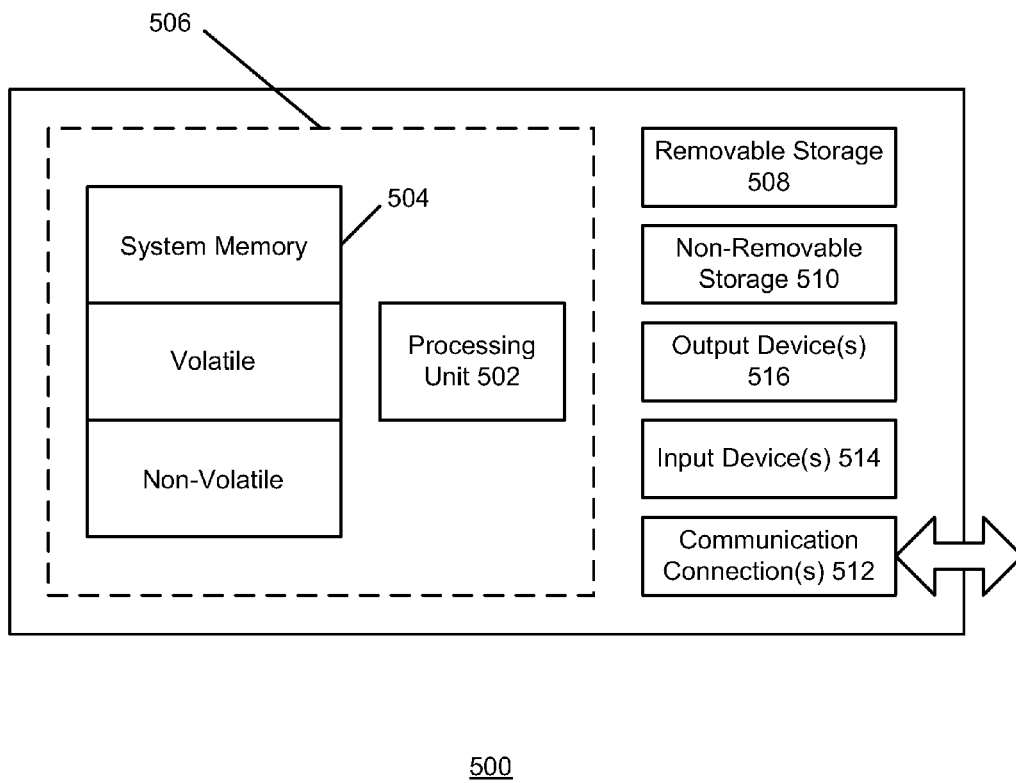 506
504
System Memory
Volatile
Non-Volatile
Processing
Unit 502
Removable Storage
508
Non-Removable
Storage 510
Output Device(s)
516
Input Device(s) 514
Communication
Connection(s) 512
500